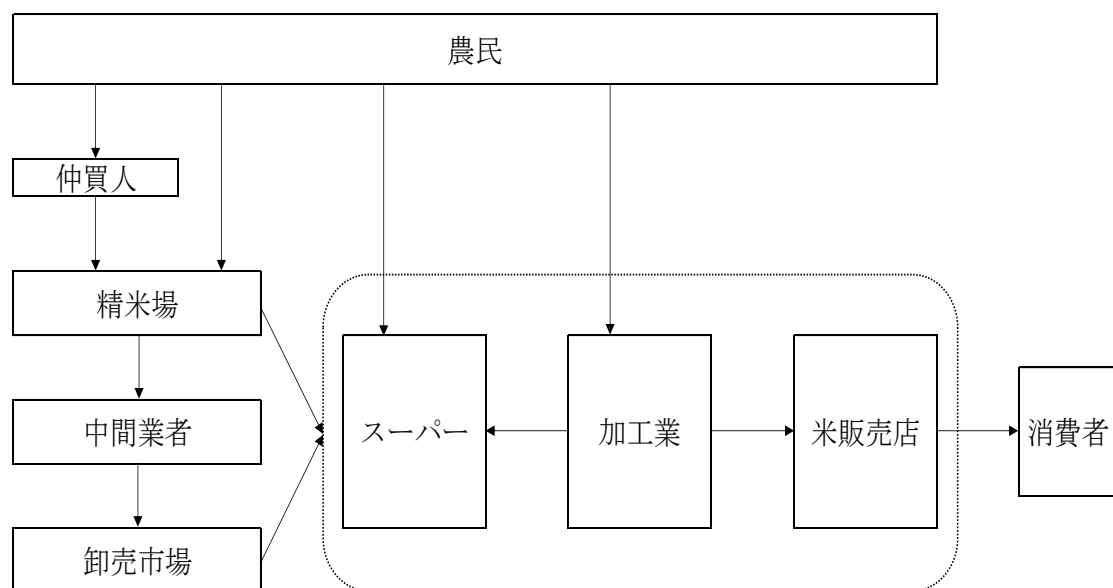 農民
仲買人
精米場
中間業者
卸売市場
スーパー
加工業
米販売店
消費者